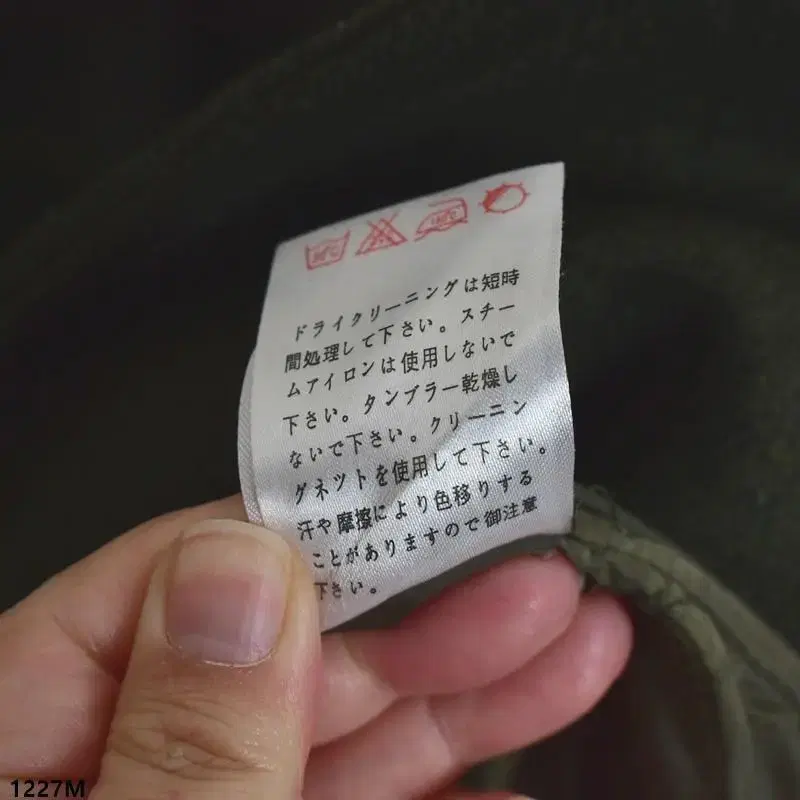 ドライクリーニングは短時
間処理して下さい。スチー
ムアイロンは使用しないで
下さい。タンブラー乾燥し
ないで下さい。クリーニン
グネツトを使用して下さい。
汗や摩擦により色移りする
ことがありますので御注意
下さい。
1227M